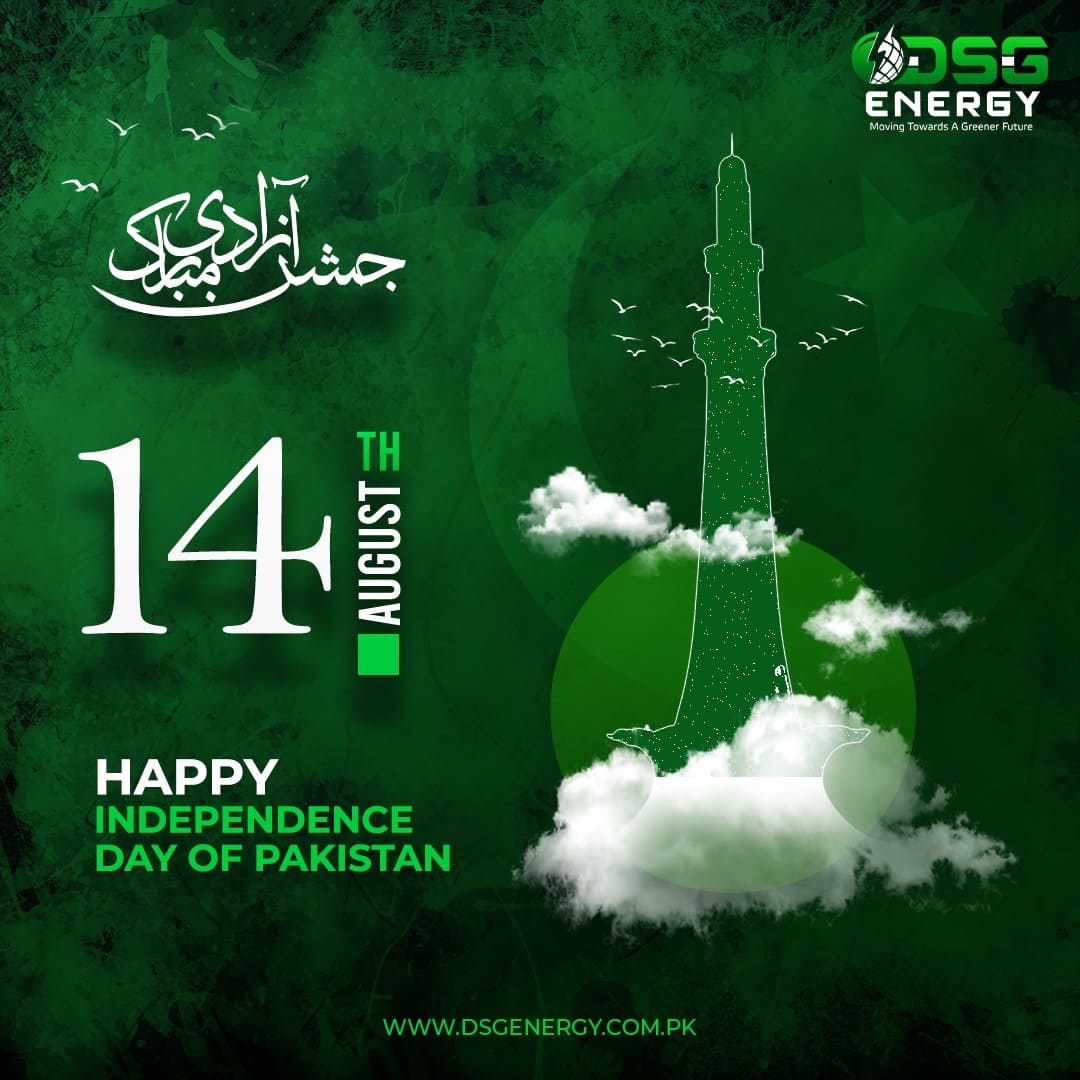 DSG
ENERGY
Moving Towards A Greener Future
جشن آزادی مبارک
14
AUGUST TH
HAPPY
INDEPENDENCE
DAY OF PAKISTAN
WWW.DSGENERGY.COM.PK